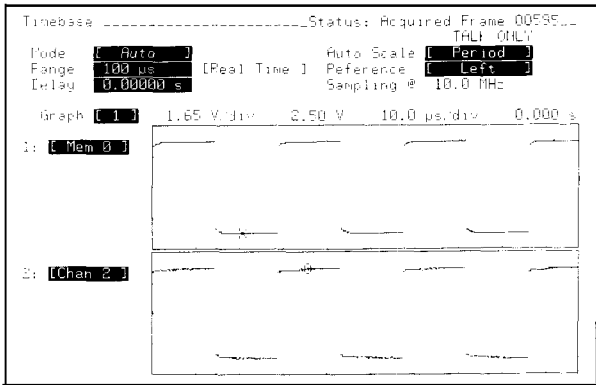 Timebase Status: Acquired Frame 00595
TALK ONLY
Mode [ Auto ] Auto Scale [ Period ]
Range 100 µs [Real Time ] Reference [ Left ]
Delay 0.00000 s Sampling @ 10.0 MHz
Graph [ 1 ] 1.65 V/div 2.50 V 10.0 µs/div 0.000 s
1: [ Mem 0 ]
2: [Chan 2 ]